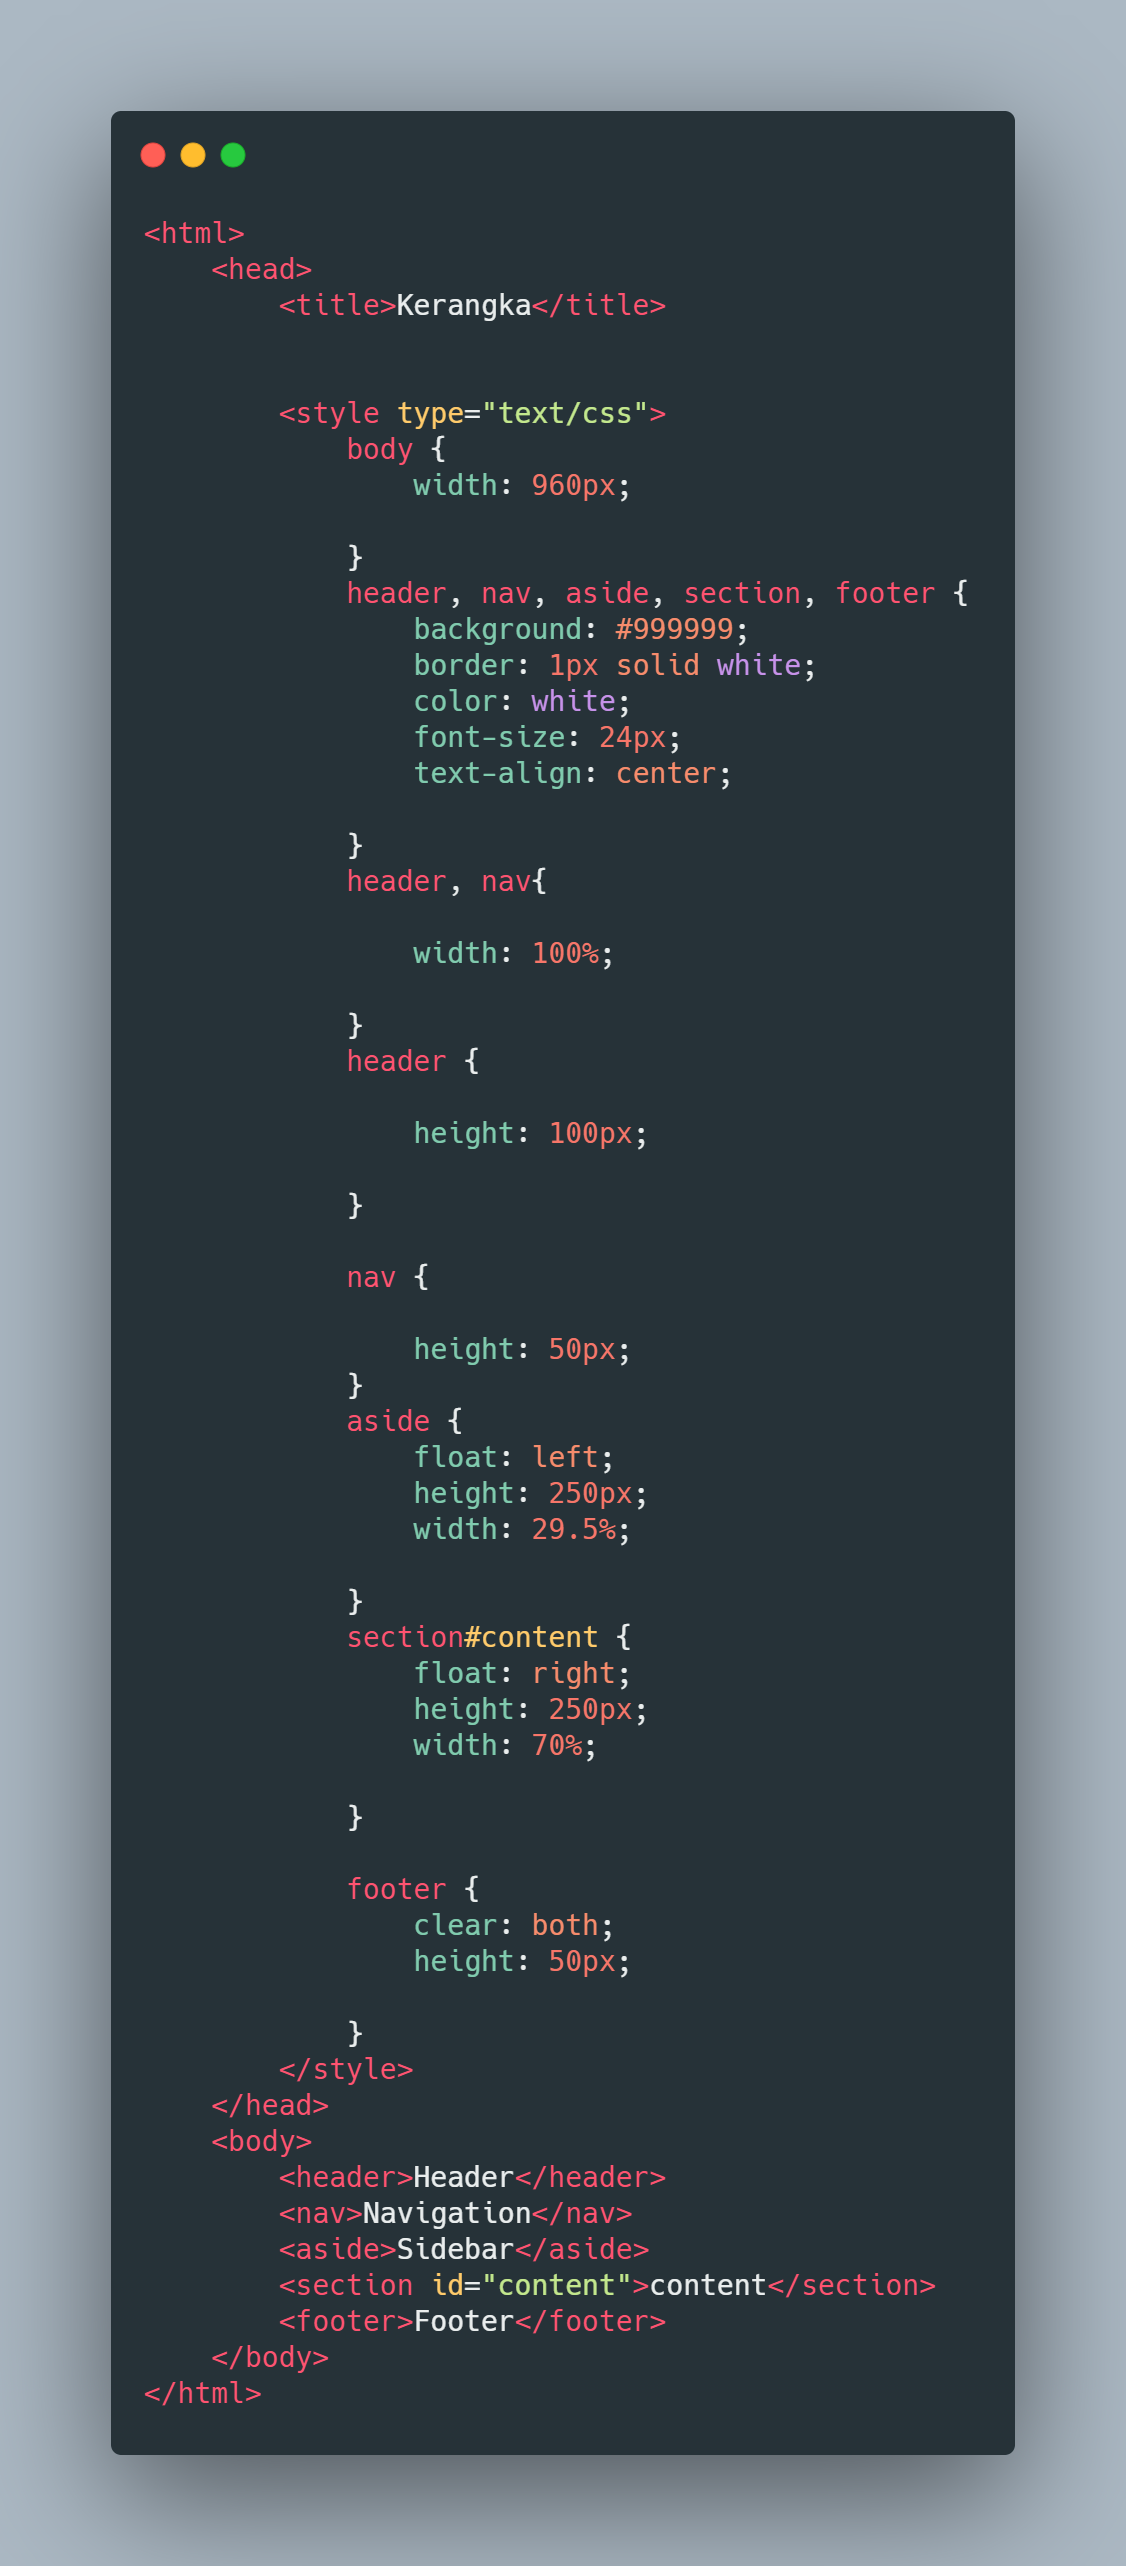 <html>
    <head>
        <title>Kerangka</title>


        <style type="text/css">
            body {
                width: 960px;

            }
            header, nav, aside, section, footer {
                background: #999999;
                border: 1px solid white;
                color: white;
                font-size: 24px;
                text-align: center;

            }
            header, nav{

                width: 100%;

            }
            header {

                height: 100px;

            }

            nav {

                height: 50px;
            }
            aside {
                float: left;
                height: 250px;
                width: 29.5%;

            }
            section#content {
                float: right;
                height: 250px;
                width: 70%;

            }

            footer {
                clear: both;
                height: 50px;

            }
        </style>
    </head>
    <body>
        <header>Header</header>
        <nav>Navigation</nav>
        <aside>Sidebar</aside>
        <section id="content">content</section>
        <footer>Footer</footer>
    </body>
</html>